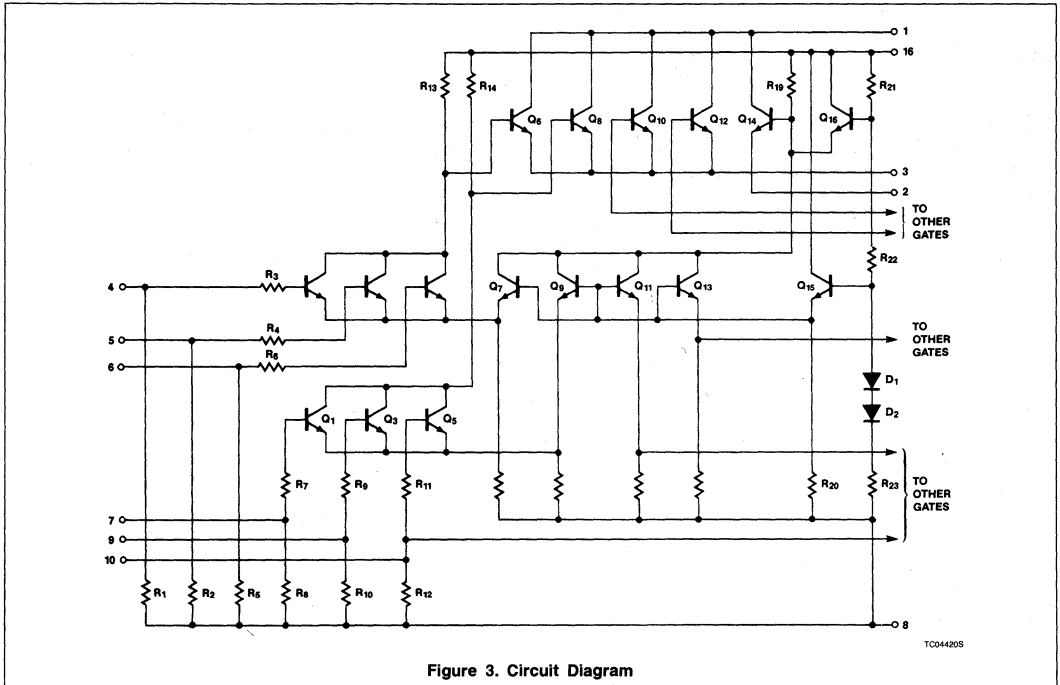 1
16
R13
R14
R19
R21
Q6
Q8
Q10
Q12
Q14
Q16
3
2
TO
OTHER
GATES
R22
4
R3
Q7
Q9
Q11
Q13
Q15
5
R4
TO
OTHER
GATES
6
R6
D1
D2
Q1
Q3
Q5
R7
R9
R11
R20
R23
TO
OTHER
GATES
7
9
10
R1
R2
R5
R8
R10
R12
8
TC04420S
Figure 3. Circuit Diagram